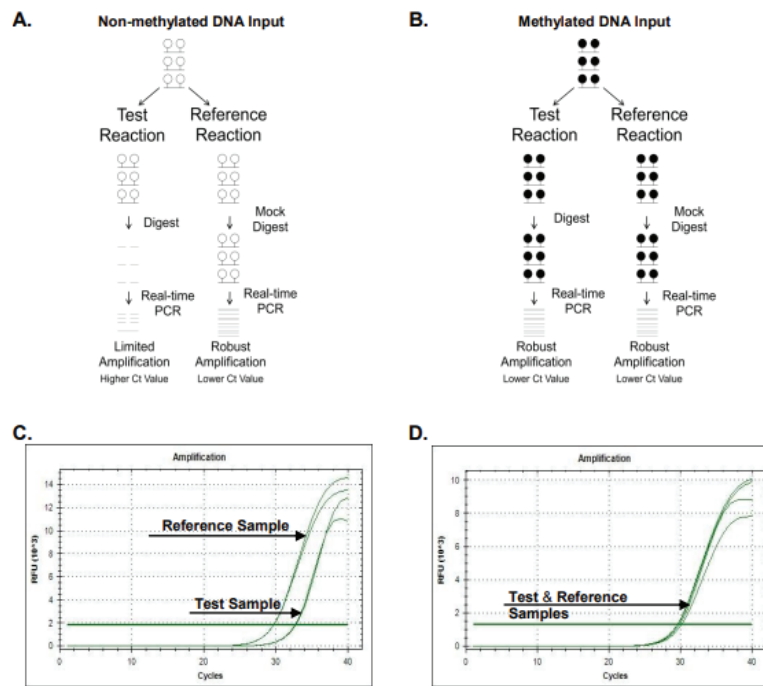 A.
Non-methylated DNA Input
Test
Reaction
Reference
Reaction
Digest
Mock
Digest
Real-time
PCR
Real-time
PCR
Limited
Amplification
Higher Ct Value
Robust
Amplification
Lower Ct Value
B.
Methylated DNA Input
Test
Reaction
Reference
Reaction
Digest
Mock
Digest
Real-time
PCR
Real-time
PCR
Robust
Amplification
Lower Ct Value
Robust
Amplification
Lower Ct Value
C.
Amplification
14
12
10
8
6
4
2
0
RFU (10^3)
Reference Sample
Test Sample
0
10
20
30
40
Cycles
D.
Amplification
10
8
6
4
2
0
RFU (10^3)
Test & Reference
Samples
0
10
20
30
40
Cycles